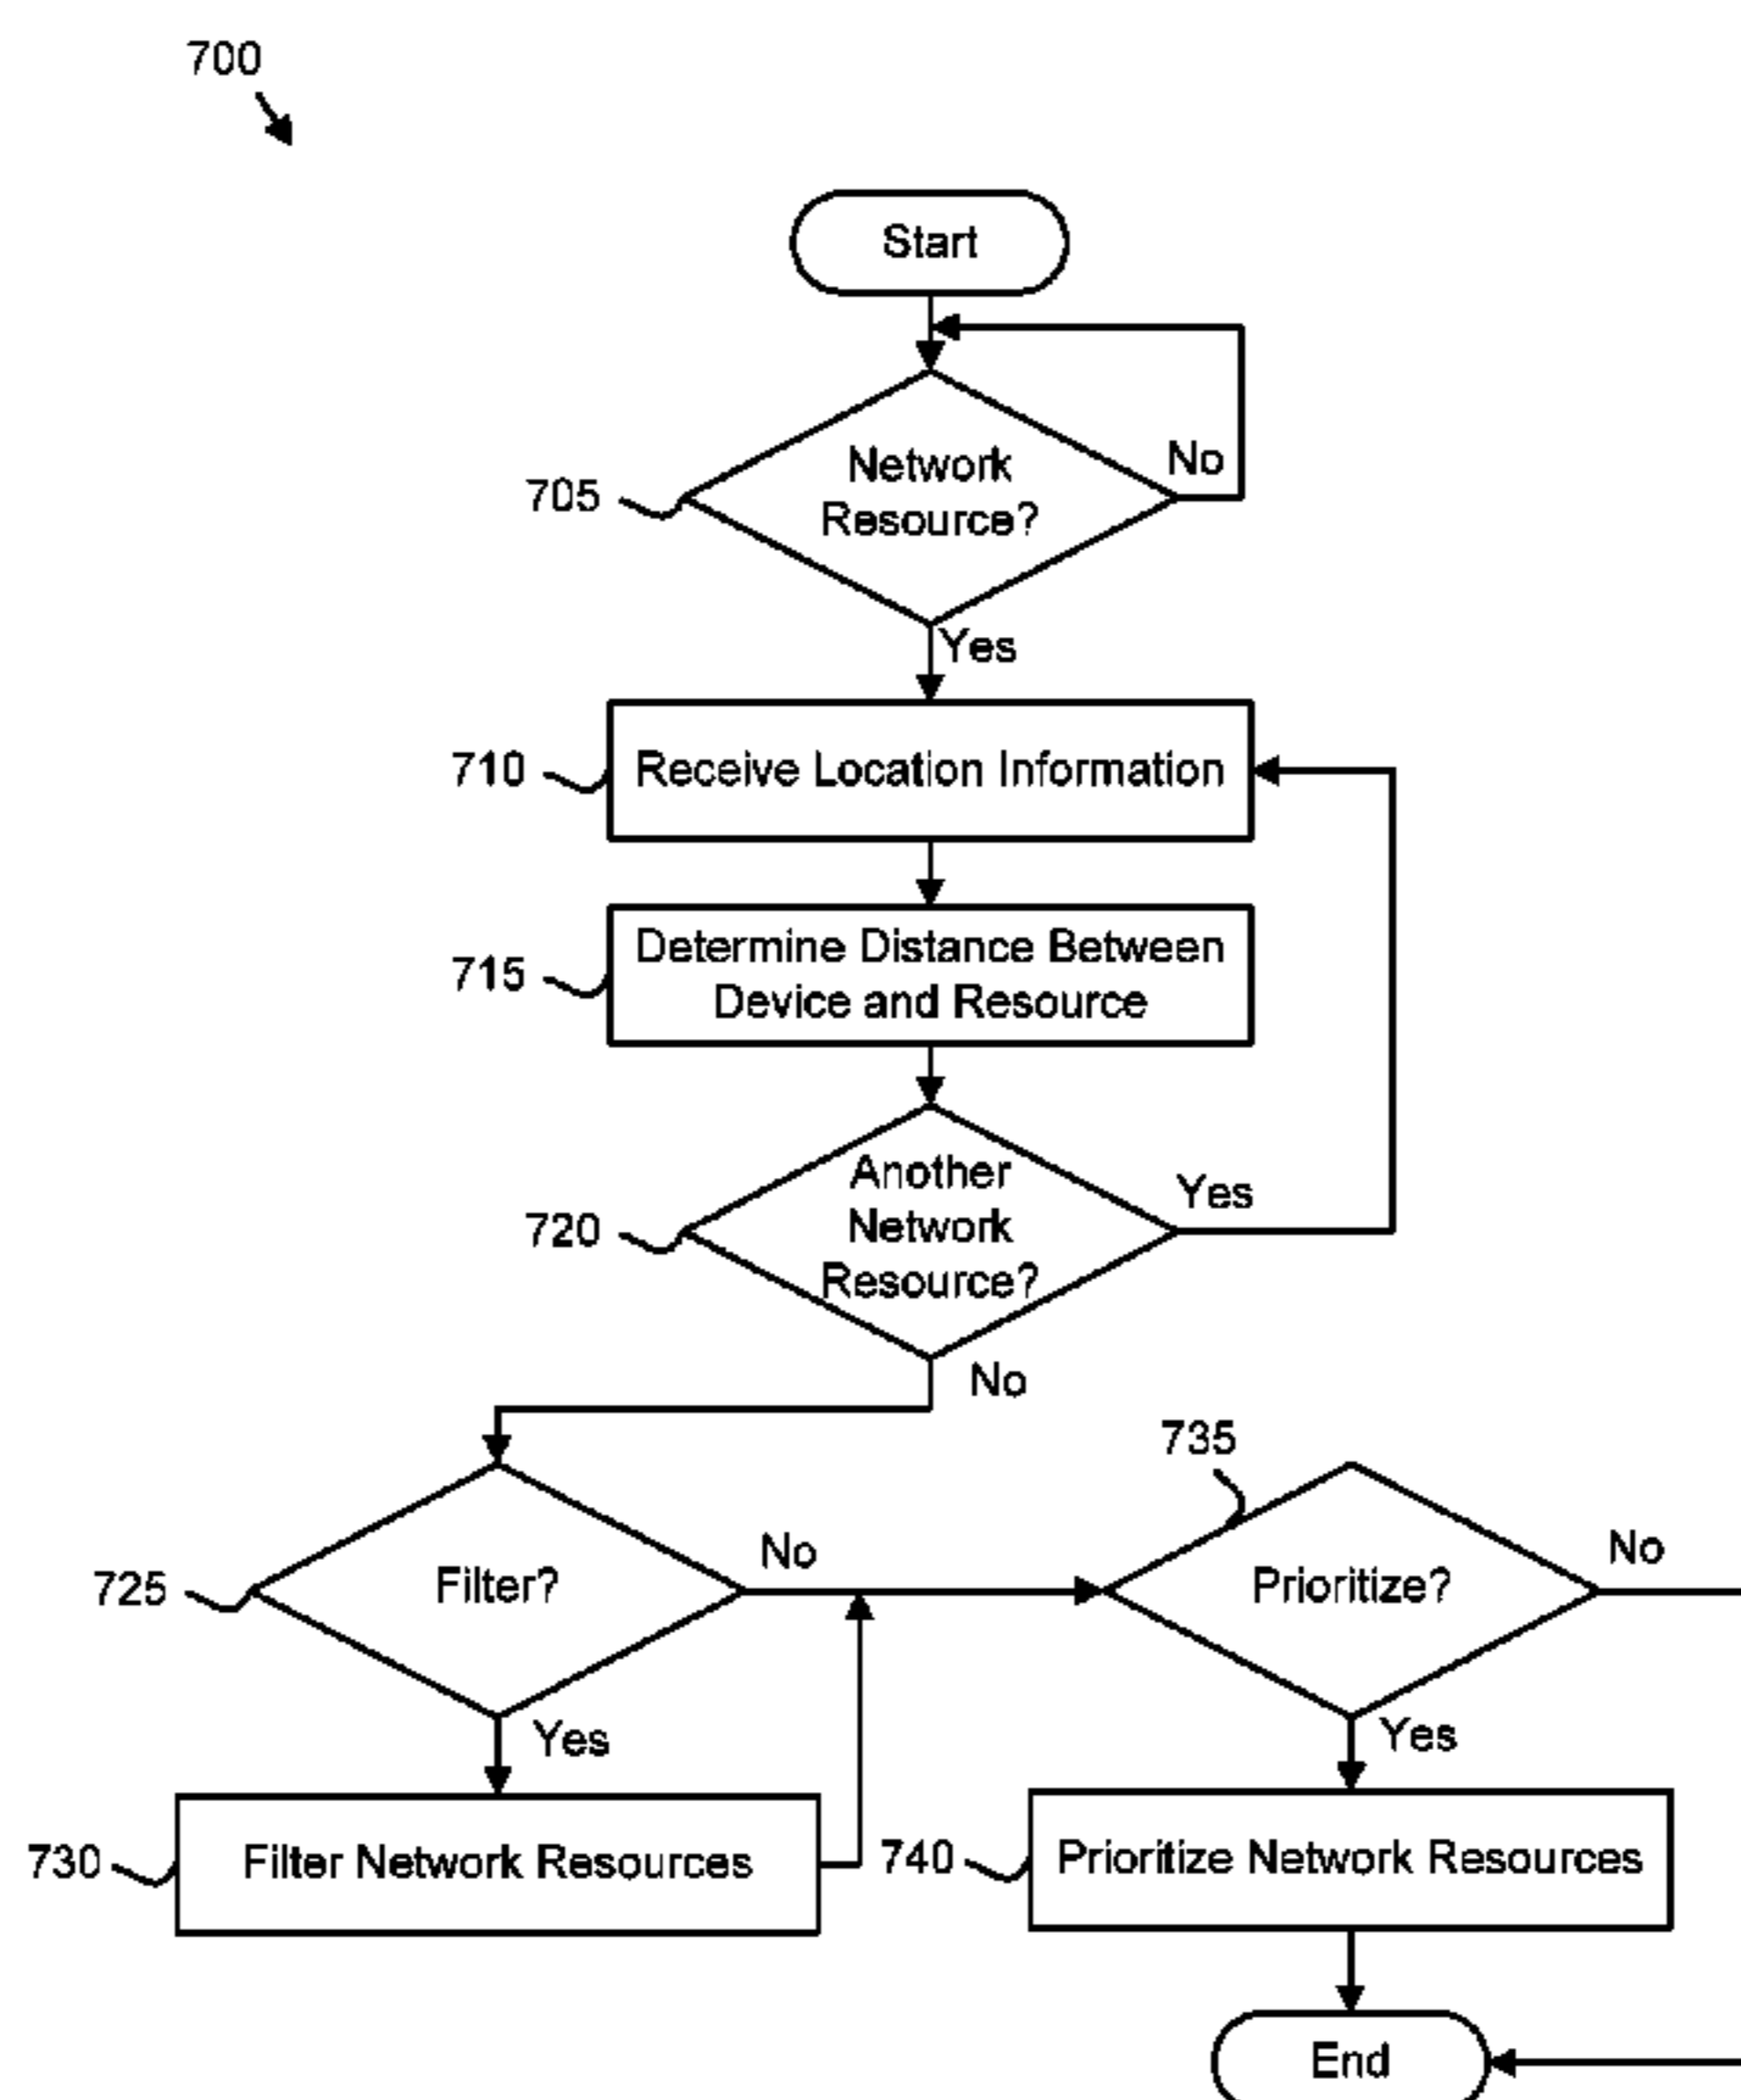 700
Start
Network
Resource?
No
705
Yes
710
Receive Location Information
715
Determine Distance Between
Device and Resource
Another
Network
Resource?
Yes
720
No
735
725
Filter?
No
Prioritize?
No
Yes
Yes
730
Filter Network Resources
740
Prioritize Network Resources
End